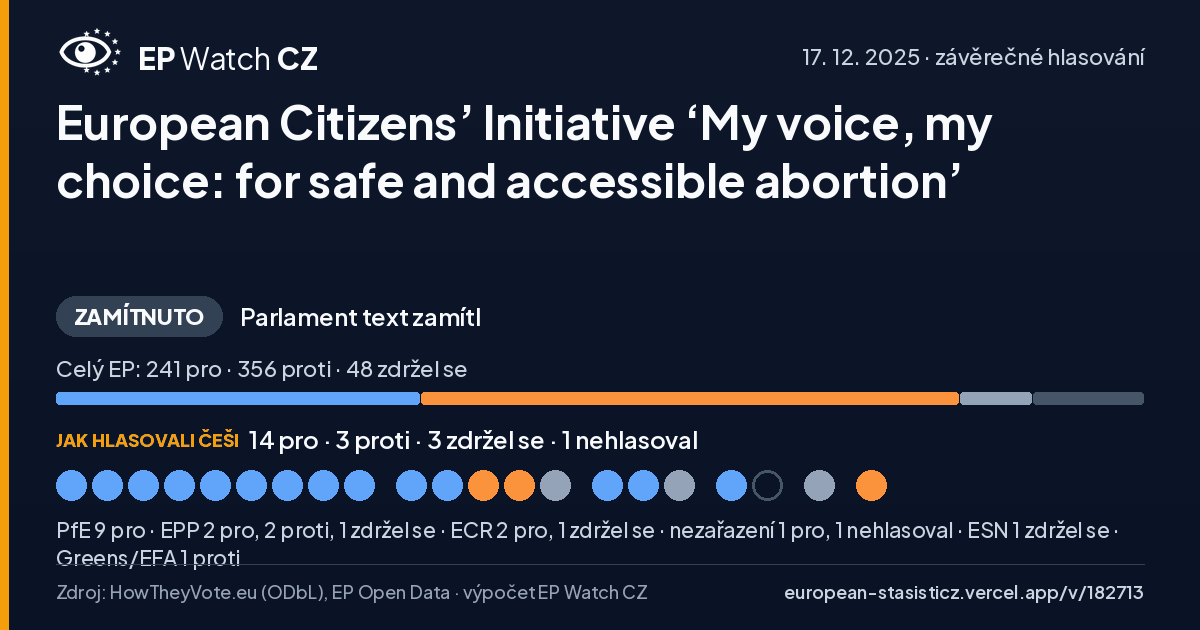 EP Watch CZ
17. 12. 2025 · závěrečné hlasování
European Citizens’ Initiative ‘My voice, my
choice: for safe and accessible abortion’
ZAMÍTNUTO Parlament text zamítl
Celý EP: 241 pro · 356 proti · 48 zdržel se
JAK HLASOVALI ČEŠI 14 pro · 3 proti · 3 zdržel se · 1 nehlasoval
PfE 9 pro · EPP 2 pro, 2 proti, 1 zdržel se · ECR 2 pro, 1 zdržel se · nezařazení 1 pro, 1 nehlasoval · ESN 1 zdržel se ·
Greens/EFA 1 proti
Zdroj: HowTheyVote.eu (ODbL), EP Open Data · výpočet EP Watch CZ
european-stasisticz.vercel.app/v/182713